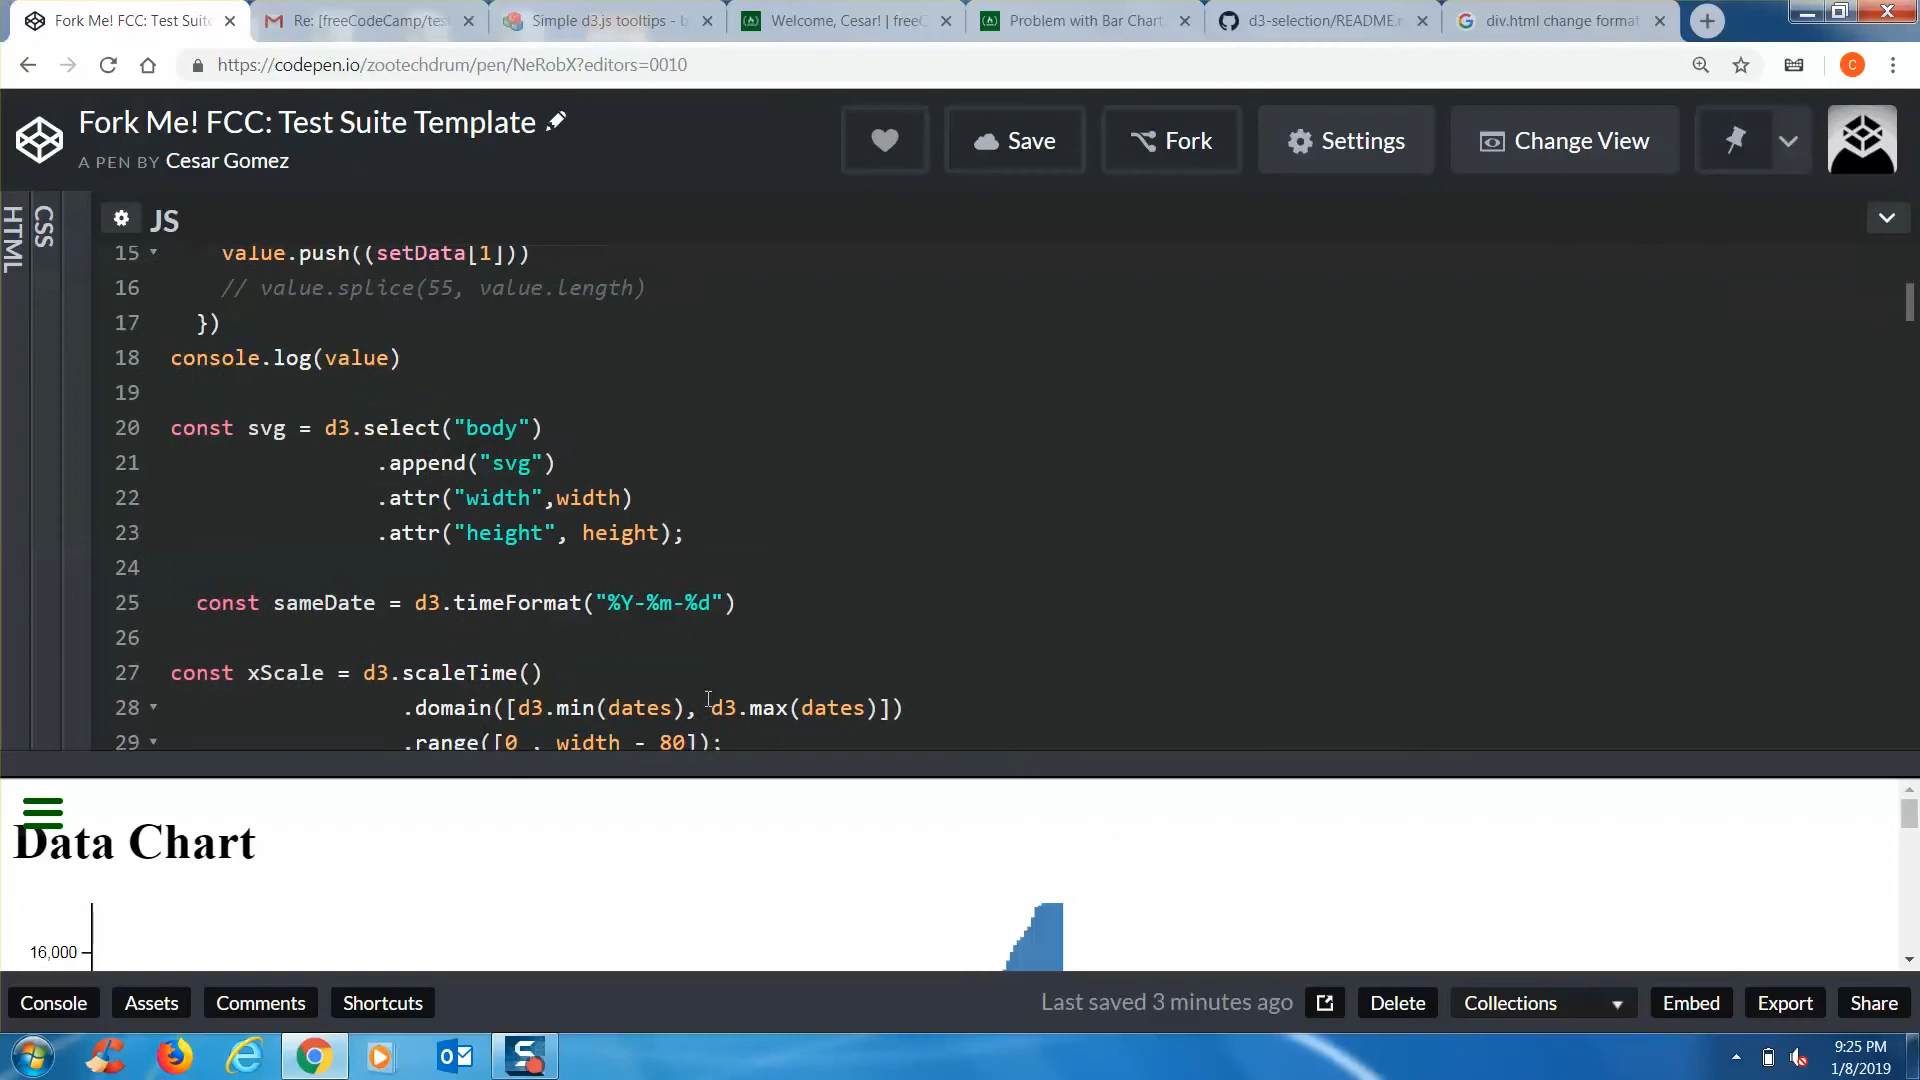 Fork Me! FCC: Test Suite
Re: [freeCodeCamp/test
Simple d3.js tooltips - b
Welcome, Cesar! | freeC
Problem with Bar Chart
d3-selection/README.m
div.html change format
https://codepen.io/zootechdrum/pen/NeRobX?editors=0010
C
Fork Me! FCC: Test Suite Template
A PEN BY Cesar Gomez
Save
Fork
Settings
Change View
HTML
CSS
JS
15 value.push((setData[1]))
16 // value.splice(55, value.length)
17 })
18 console.log(value)
19
20 const svg = d3.select("body")
21 .append("svg")
22 .attr("width",width)
23 .attr("height", height);
24
25 const sameDate = d3.timeFormat("%Y-%m-%d")
26
27 const xScale = d3.scaleTime()
28 .domain([d3.min(dates), d3.max(dates)])
29 .range([0 , width - 80]);
Data Chart
16,000
Console
Assets
Comments
Shortcuts
Last saved 3 minutes ago
Delete
Collections
Embed
Export
Share
9:25 PM
1/8/2019